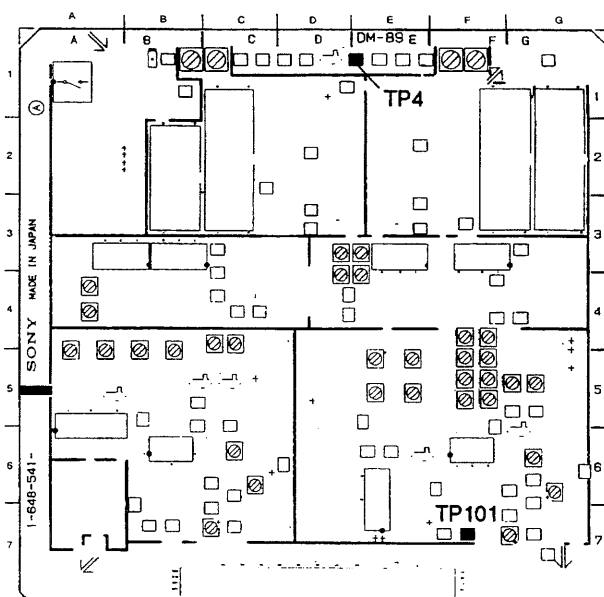 A B C D E F G
A B C D DM-89 E F G
1 1
TP4
A
2 2
3 3
SONY MADE IN JAPAN
4 4
5 5
6 6
1-648-541-
TP101
7 7